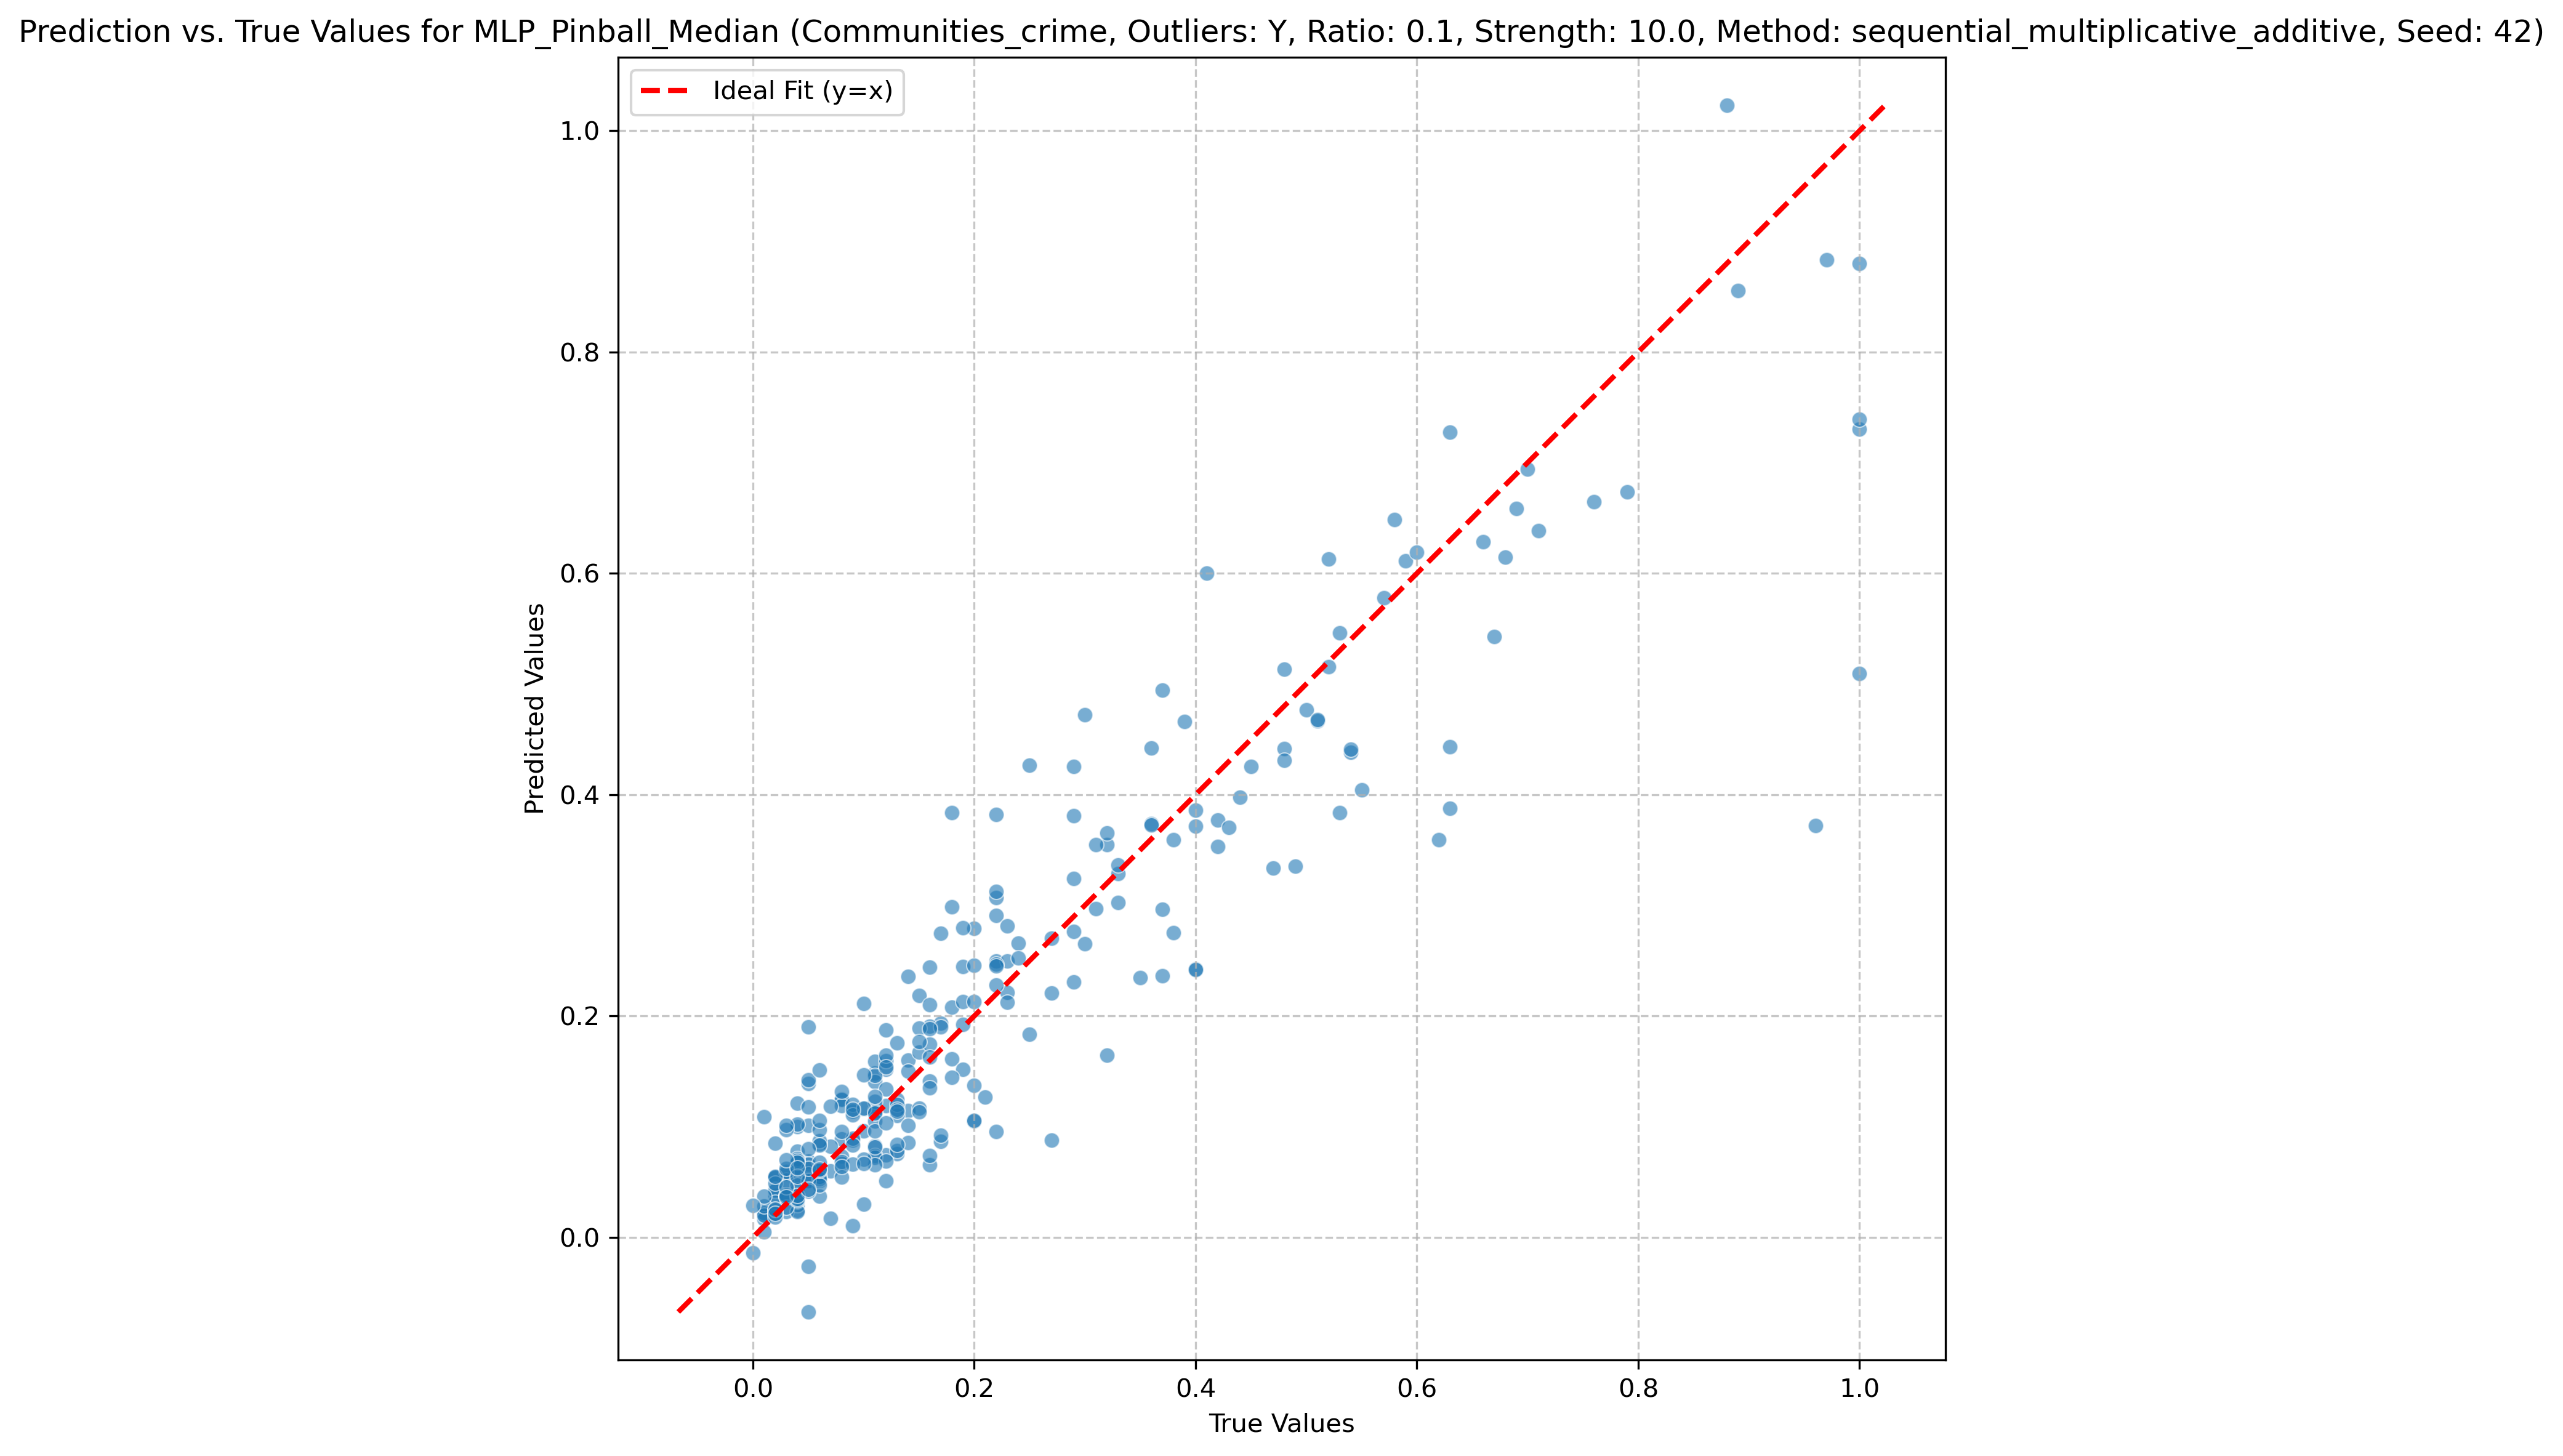 Prediction vs. True Values for MLP_Pinball_Median (Communities_crime, Outliers: Y, Ratio: 0.1, Strength: 10.0, Method: sequential_multiplicative_additive, Seed: 42)
Ideal Fit (y=x)
1.0
0.8
0.6
0.4
0.2
0.0
Predicted Values
0.0 0.2 0.4 0.6 0.8 1.0
True Values